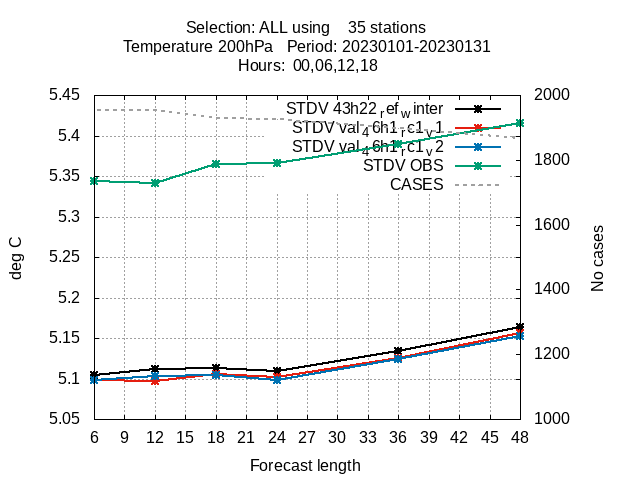 Selection: ALL using 35 stations
Temperature 200hPa Period: 20230101-20230131
Hours: 00,06,12,18
5.45
5.4
5.35
5.3
5.25
5.2
5.15
5.1
5.05
deg C
2000
1800
1600
1400
1200
1000
No cases
STDV 43h22_ref_winter
STDV val_46h1_rc1_v1
STDV val_46h1_rc1_v2
STDV OBS
CASES
6 9 12 15 18 21 24 27 30 33 36 39 42 45 48
Forecast length